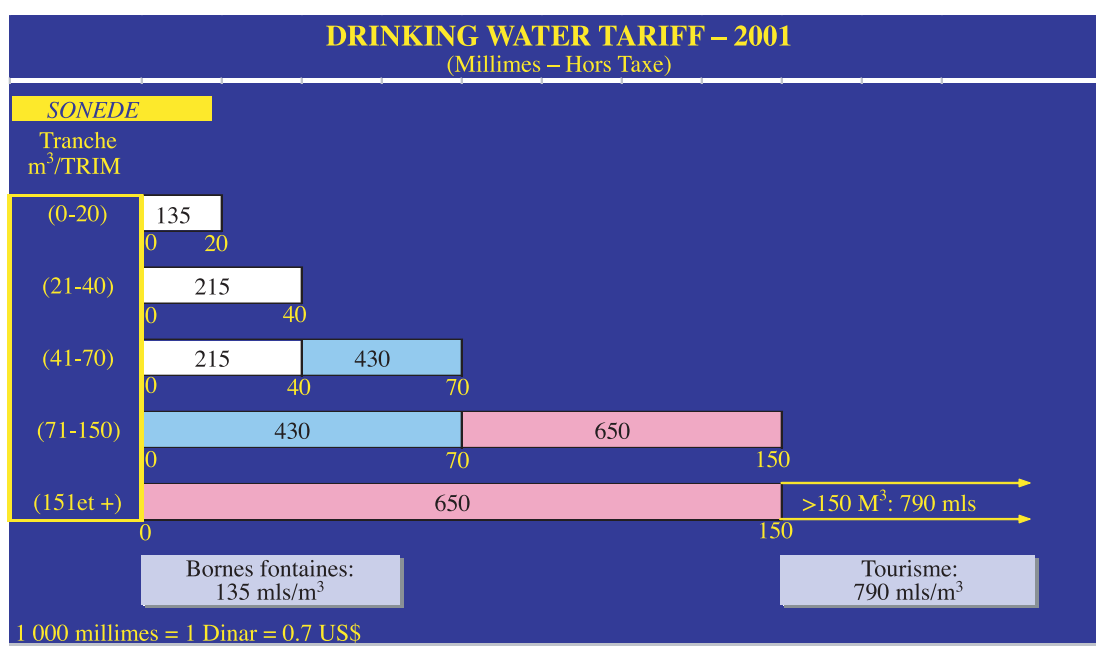 DRINKING WATER TARIFF – 2001
(Millimes – Hors Taxe)
SONEDE
Tranche
m³/TRIM
(0-20)
135
0 20
(21-40)
215
0 40
(41-70)
215 430
0 40 70
(71-150)
430 650
0 70 150
(151et +)
650
>150 M³: 790 mls
0 150
Bornes fontaines:
135 mls/m³
Tourisme:
790 mls/m³
1 000 millimes = 1 Dinar = 0.7 US$